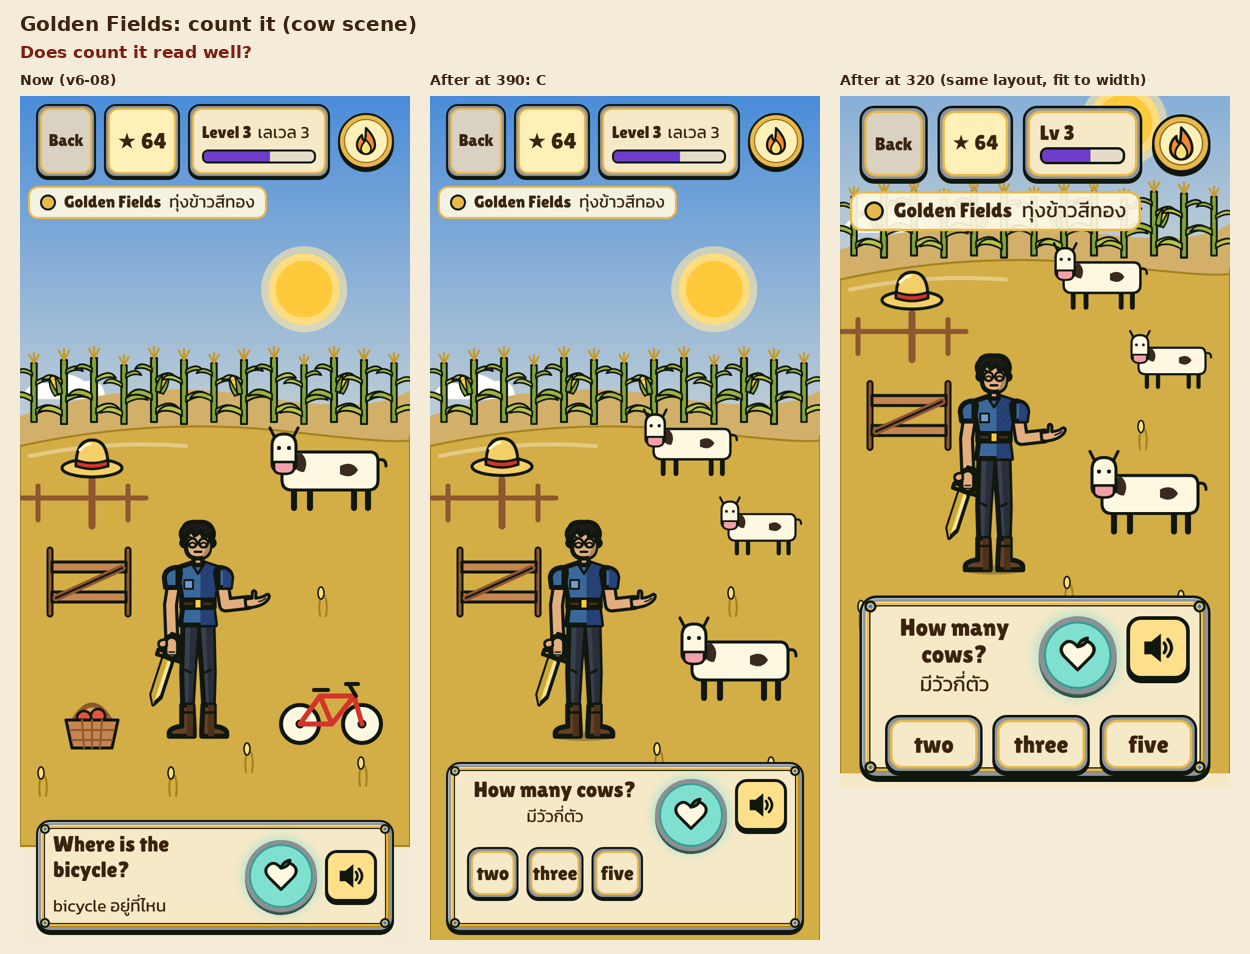 Golden Fields: count it (cow scene)
Does count it read well?
Now (v6-08)
Back
★ 64
Level 3 เลเวล 3
Golden Fields ทุ่งข้าวสีทอง
Where is the
bicycle?
bicycle อยู่ที่ไหน
After at 390: C
Back
★ 64
Level 3 เลเวล 3
Golden Fields ทุ่งข้าวสีทอง
How many cows?
มีวัวกี่ตัว
two three five
After at 320 (same layout, fit to width)
Back
★ 64
Lv 3
Golden Fields ทุ่งข้าวสีทอง
How many
cows?
มีวัวกี่ตัว
two three five